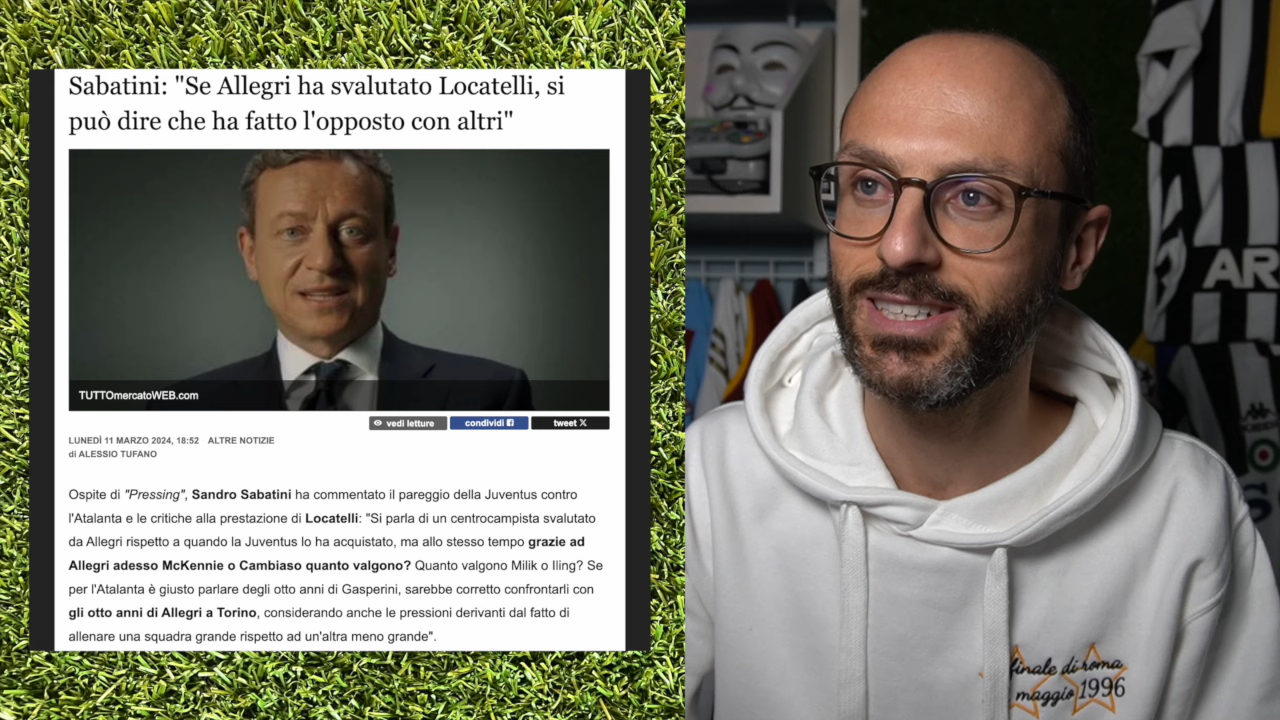 Sabatini: "Se Allegri ha svalutato Locatelli, si
può dire che ha fatto l'opposto con altri"
TUTTOmercatoWEB.com
vedi letture
condividi
tweet X
LUNEDÌ 11 MARZO 2024, 18:52 ALTRE NOTIZIE
di ALESSIO TUFANO
Ospite di "Pressing", Sandro Sabatini ha commentato il pareggio della Juventus contro
l'Atalanta e le critiche alla prestazione di Locatelli: "Si parla di un centrocampista svalutato
da Allegri rispetto a quando la Juventus lo ha acquistato, ma allo stesso tempo grazie ad
Allegri adesso McKennie o Cambiaso quanto valgono? Quanto valgono Milik o Iling? Se
per l'Atalanta è giusto parlare degli otto anni di Gasperini, sarebbe corretto confrontarli con
gli otto anni di Allegri a Torino, considerando anche le pressioni derivanti dal fatto di
allenare una squadra grande rispetto ad un'altra meno grande".
AR
finale di roma
maggio 1996